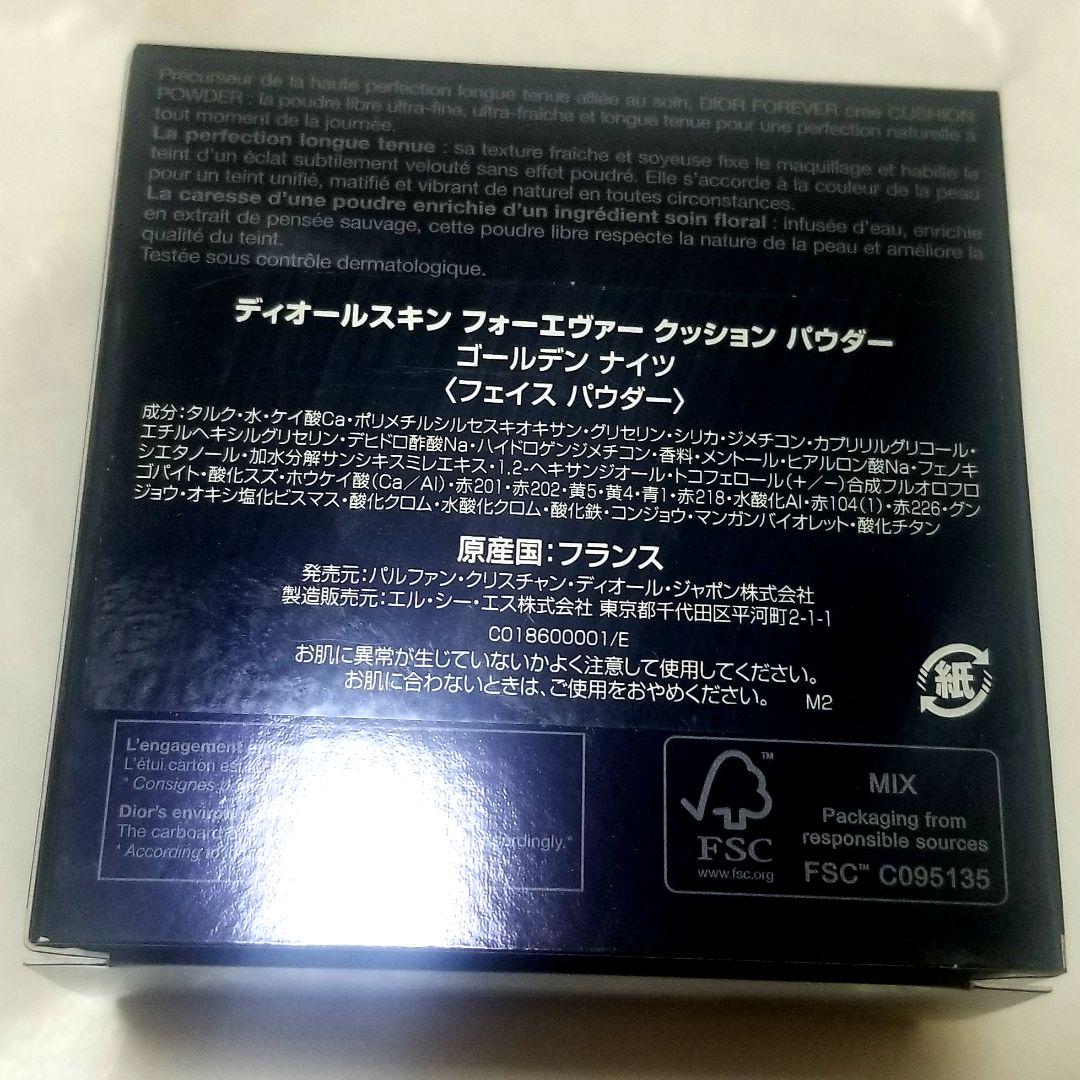 Précurseur de la haute perfection longue tenue alliée au soin, DIOR FOREVER crée CUSHION
POWDER : la poudre libre ultra-fine, ultra-fraîche et longue tenue pour une perfection naturelle à
tout moment de la journée.
La perfection longue tenue : sa texture fraîche et soyeuse fixe le maquillage et habille le
teint d'un éclat subtilement velouté sans effet poudré. Elle s'accorde à la couleur de la peau
pour un teint unifié, matifié et vibrant de naturel en toutes circonstances.
La caresse d'une poudre enrichie d'un ingrédient soin floral : infusée d'eau, enrichie
en extrait de pensée sauvage, cette poudre libre respecte la nature de la peau et améliore la
qualité du teint.
Testée sous contrôle dermatologique.
ディオールスキン フォーエヴァー クッション パウダー
ゴールデン ナイツ
〈フェイス パウダー〉
成分：タルク・水・ケイ酸Ca・ポリメチルシルセスキオキサン・グリセリン・シリカ・ジメチコン・カプリリルグリコール・
エチルヘキシルグリセリン・デヒドロ酢酸Na・ハイドロゲンジメチコン・香料・メントール・ヒアルロン酸Na・フェノキ
シエタノール・加水分解サンシキスミレエキス・1,2-ヘキサンジオール・トコフェロール（+／−）合成フルオロフロ
ゴパイト・酸化スズ・ホウケイ酸（Ca／Al）・赤201・赤202・黄5・黄4・青1・赤218・水酸化Al・赤104(1)・赤226・グン
ジョウ・オキシ塩化ビスマス・酸化クロム・水酸化クロム・酸化鉄・コンジョウ・マンガンバイオレット・酸化チタン
原産国：フランス
発売元：パルファン・クリスチャン・ディオール・ジャポン株式会社
製造販売元：エル・シー・エス株式会社 東京都千代田区平河町2-1-1
C018600001/E
お肌に異常が生じていないかよく注意して使用してください。
お肌に合わないときは、ご使用をおやめください。 M2
紙
L'engagement
L'étui carton
* Consignes
Dior's
The carboard accordingly.*
* According
FSC
www.fsc.org
TM
MIX
Packaging from
responsible sources
FSC™ C095135